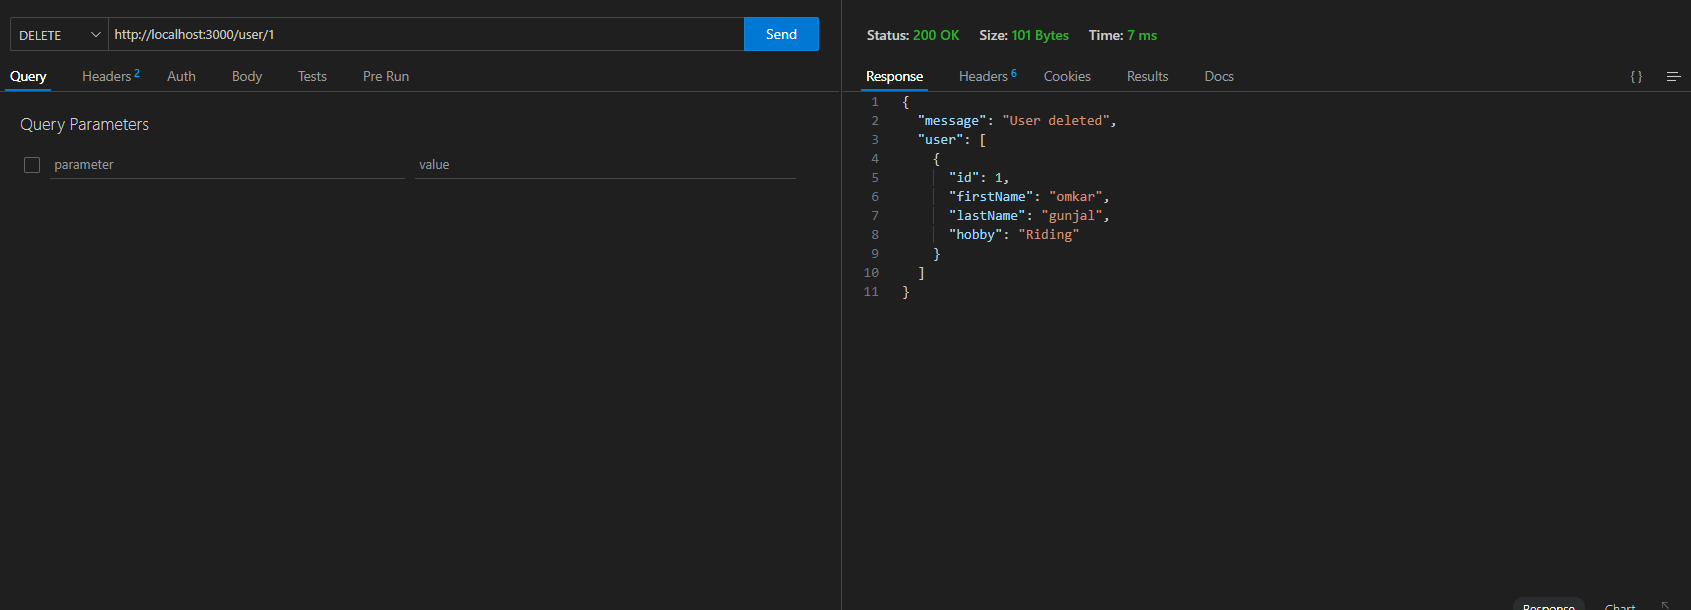 DELETE http://localhost:3000/user/1 Send
Query Headers 2 Auth Body Tests Pre Run
Query Parameters
parameter value
Status: 200 OK Size: 101 Bytes Time: 7 ms
Response Headers 6 Cookies Results Docs {}
1 {
2 "message": "User deleted",
3 "user": [
4 {
5 "id": 1,
6 "firstName": "omkar",
7 "lastName": "gunjal",
8 "hobby": "Riding"
9 }
10 ]
11 }
Response Chart